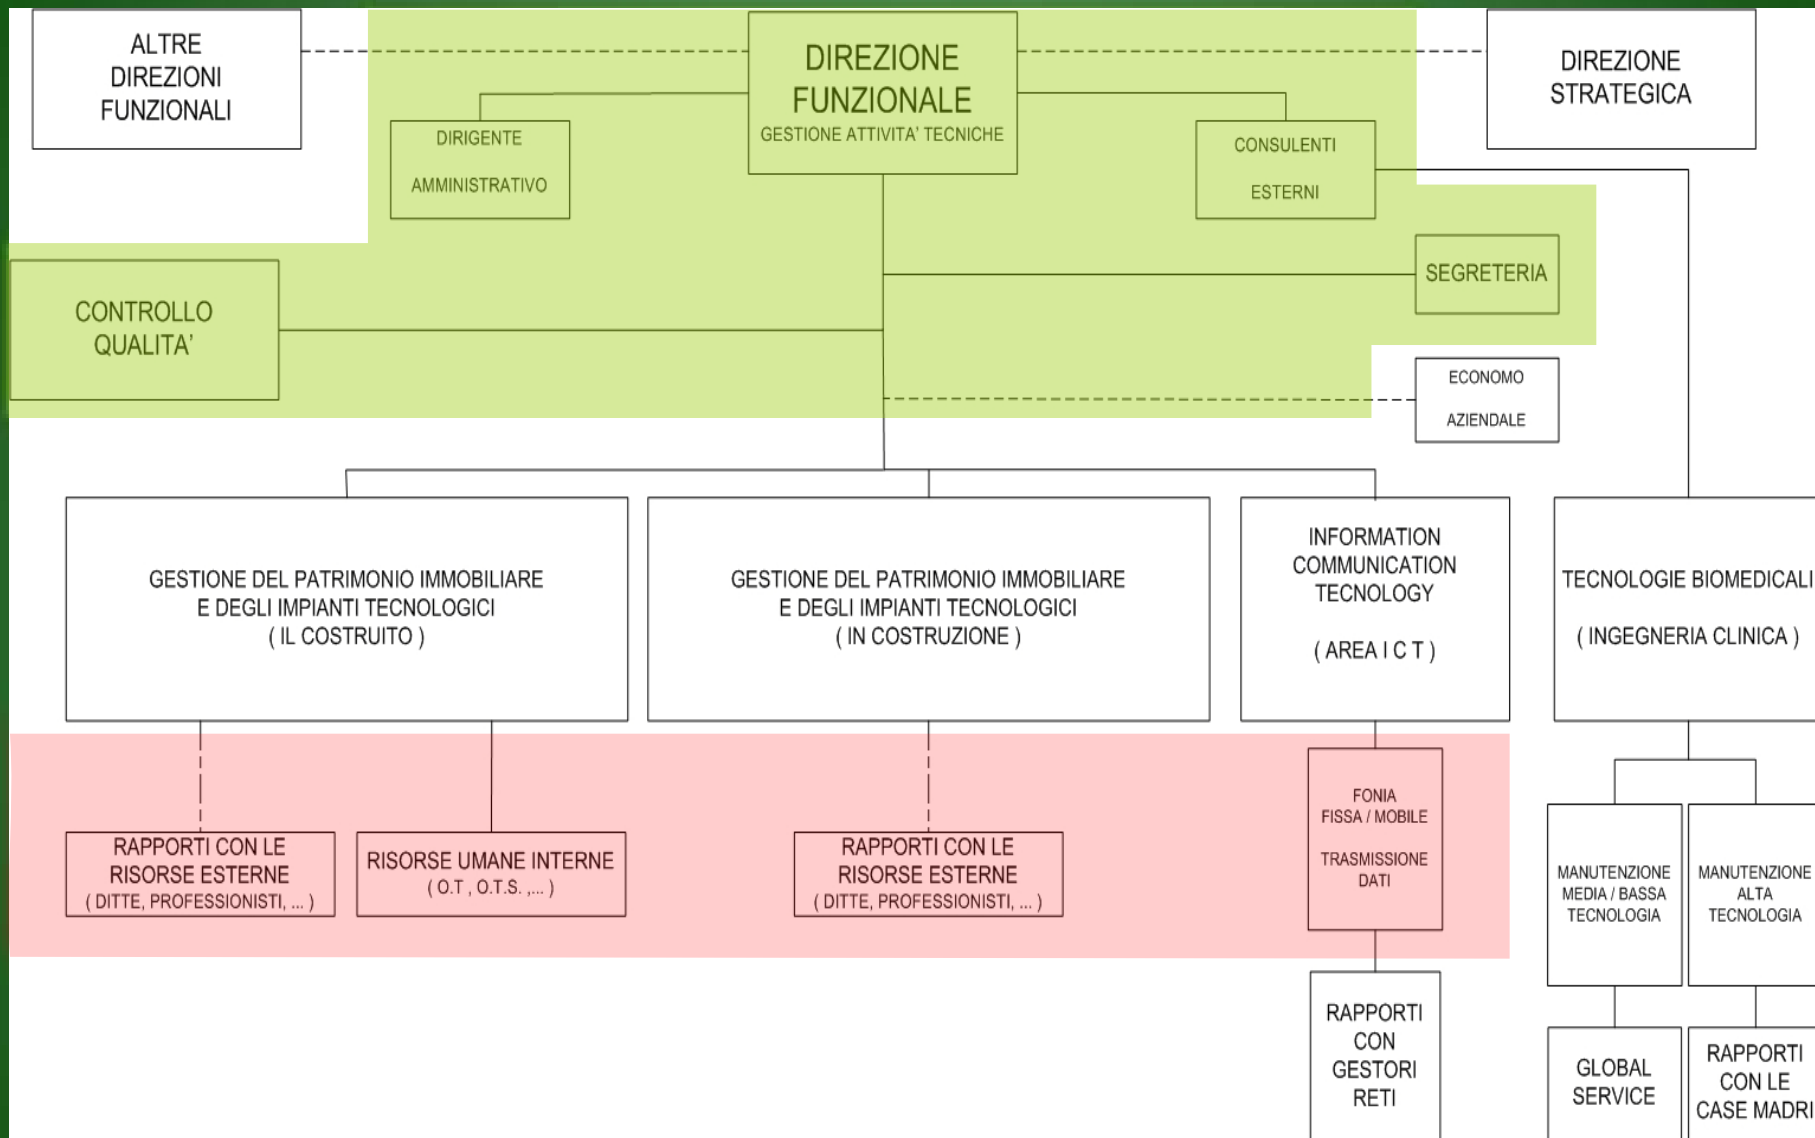 ALTRE
DIREZIONI
FUNZIONALI
DIREZIONE
FUNZIONALE
GESTIONE ATTIVITA' TECNICHE
DIREZIONE
STRATEGICA
DIRIGENTE
AMMINISTRATIVO
CONSULENTI
ESTERNI
SEGRETERIA
CONTROLLO
QUALITA'
ECONOMO
AZIENDALE
GESTIONE DEL PATRIMONIO IMMOBILIARE
E DEGLI IMPIANTI TECNOLOGICI
( IL COSTRUITO )
GESTIONE DEL PATRIMONIO IMMOBILIARE
E DEGLI IMPIANTI TECNOLOGICI
( IN COSTRUZIONE )
INFORMATION
COMMUNICATION
TECNOLOGY
( AREA I C T )
TECNOLOGIE BIOMEDICALI
( INGEGNERIA CLINICA )
RAPPORTI CON LE
RISORSE ESTERNE
( DITTE, PROFESSIONISTI, ... )
RISORSE UMANE INTERNE
( O.T , O.T.S. ,... )
RAPPORTI CON LE
RISORSE ESTERNE
( DITTE, PROFESSIONISTI, ... )
FONIA
FISSA / MOBILE
TRASMISSIONE
DATI
MANUTENZIONE
MEDIA / BASSA
TECNOLOGIA
MANUTENZIONE
ALTA
TECNOLOGIA
RAPPORTI
CON
GESTORI
RETI
GLOBAL
SERVICE
RAPPORTI
CON LE
CASE MADRI